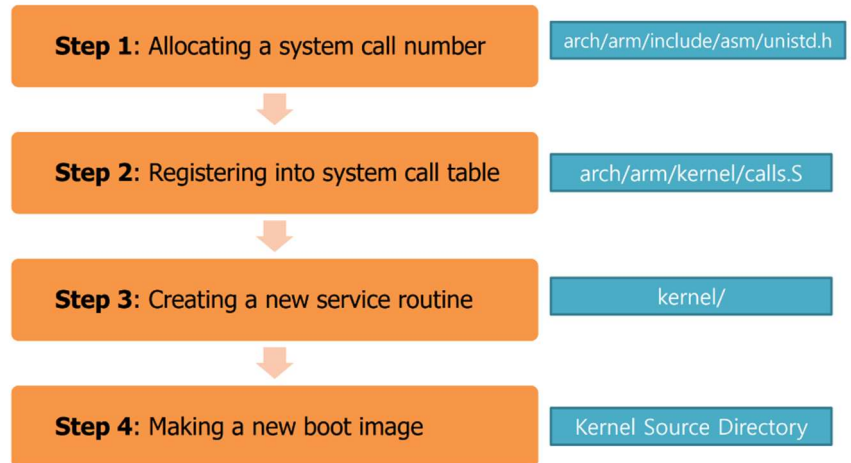 Step 1: Allocating a system call number
arch/arm/include/asm/unistd.h
Step 2: Registering into system call table
arch/arm/kernel/calls.S
Step 3: Creating a new service routine
kernel/
Step 4: Making a new boot image
Kernel Source Directory